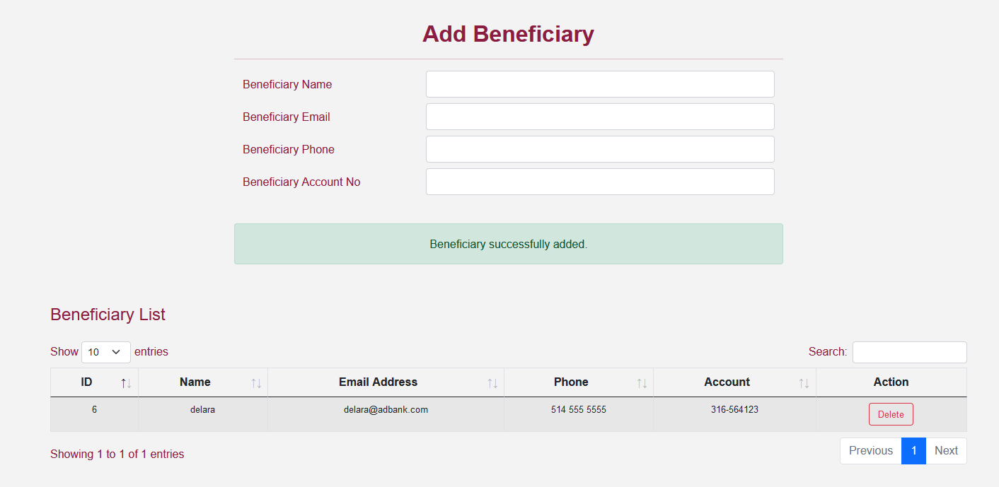 Add Beneficiary
Beneficiary Name
Beneficiary Email
Beneficiary Phone
Beneficiary Account No
Beneficiary successfully added.
Beneficiary List
Show 10 entries
Search:
ID Name Email Address Phone Account Action
6 delara delara@adbank.com 514 555 5555 316-564123 Delete
Showing 1 to 1 of 1 entries
Previous 1 Next